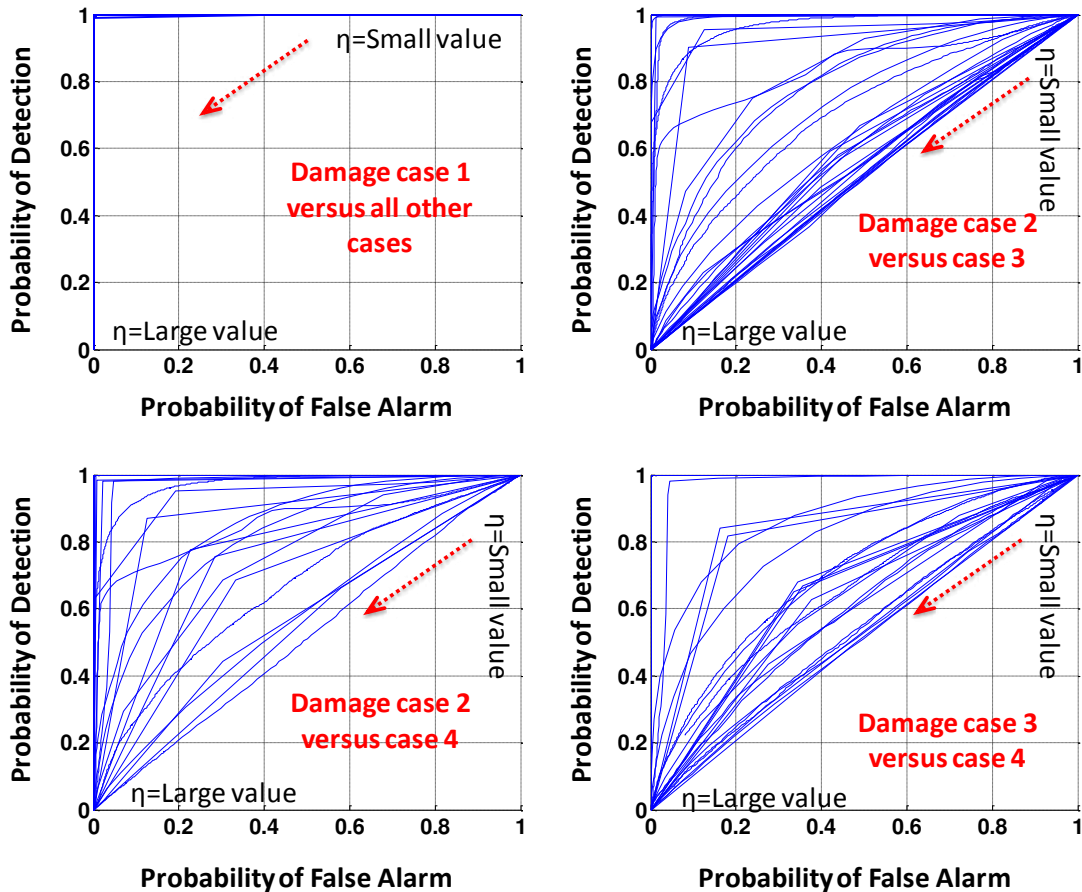 1
0.8
0.6
0.4
0.2
0
0
0.2
0.4
0.6
0.8
1
Probability of Detection
Probability of False Alarm
η=Small value
Damage case 1
versus all other
cases
η=Large value
1
0.8
0.6
0.4
0.2
0
0
0.2
0.4
0.6
0.8
1
Probability of Detection
Probability of False Alarm
η=Small value
Damage case 2
versus case 3
η=Large value
1
0.8
0.6
0.4
0.2
0
0
0.2
0.4
0.6
0.8
1
Probability of Detection
Probability of False Alarm
η=Small value
Damage case 2
versus case 4
η=Large value
1
0.8
0.6
0.4
0.2
0
0
0.2
0.4
0.6
0.8
1
Probability of Detection
Probability of False Alarm
η=Small value
Damage case 3
versus case 4
η=Large value